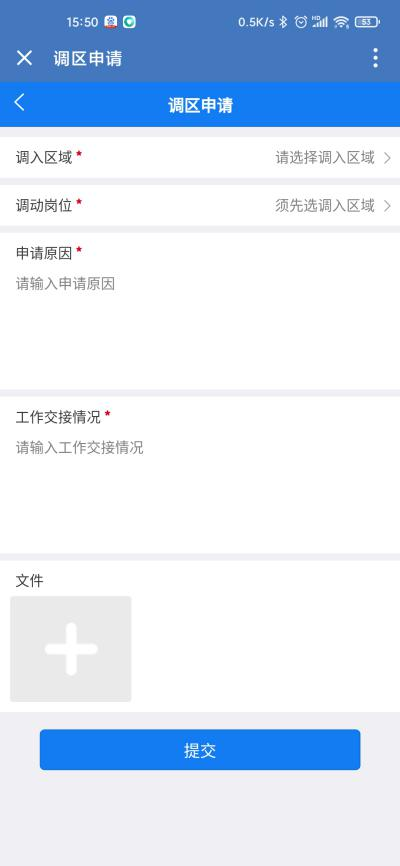 15:50
0.5K/s
HD
53
调区申请
调区申请
调入区域 *
请选择调入区域
调动岗位 *
须先选调入区域
申请原因 *
请输入申请原因
工作交接情况 *
请输入工作交接情况
文件
提交